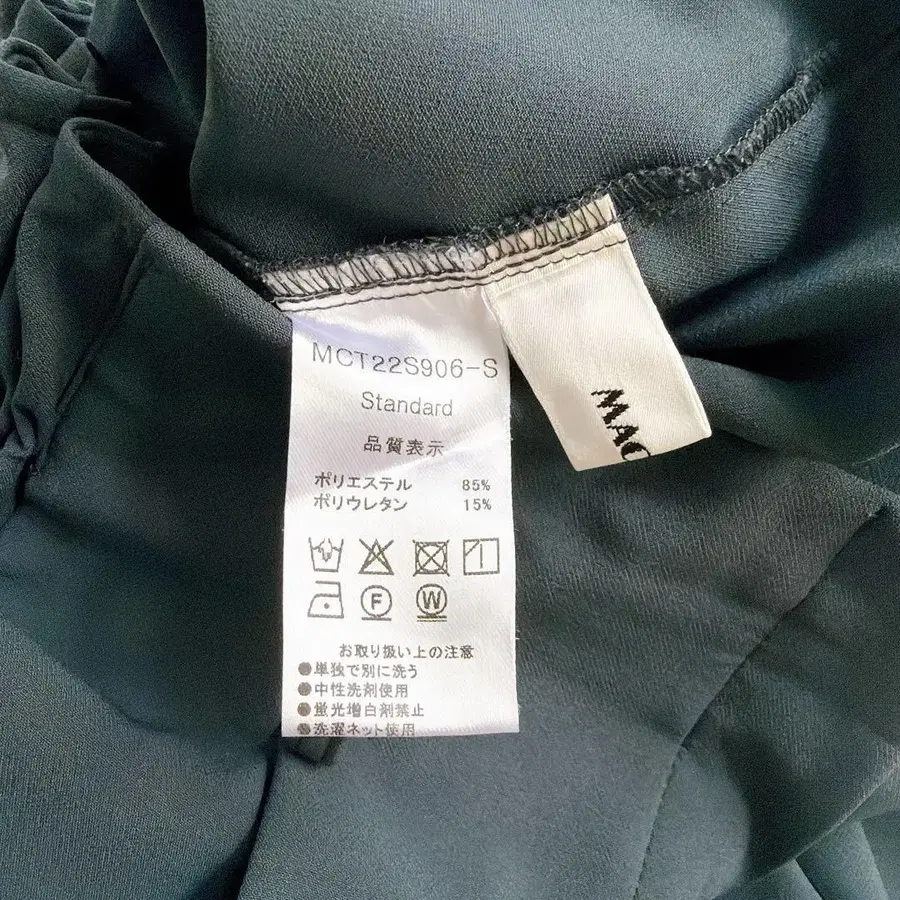 MCT22S906-S
Standard
品質表示
ポリエステル 85%
ポリウレタン 15%
F W
お取り扱い上の注意
●単独で別に洗う
●中性洗剤使用
●蛍光増白剤禁止
●洗濯ネット使用
MAC